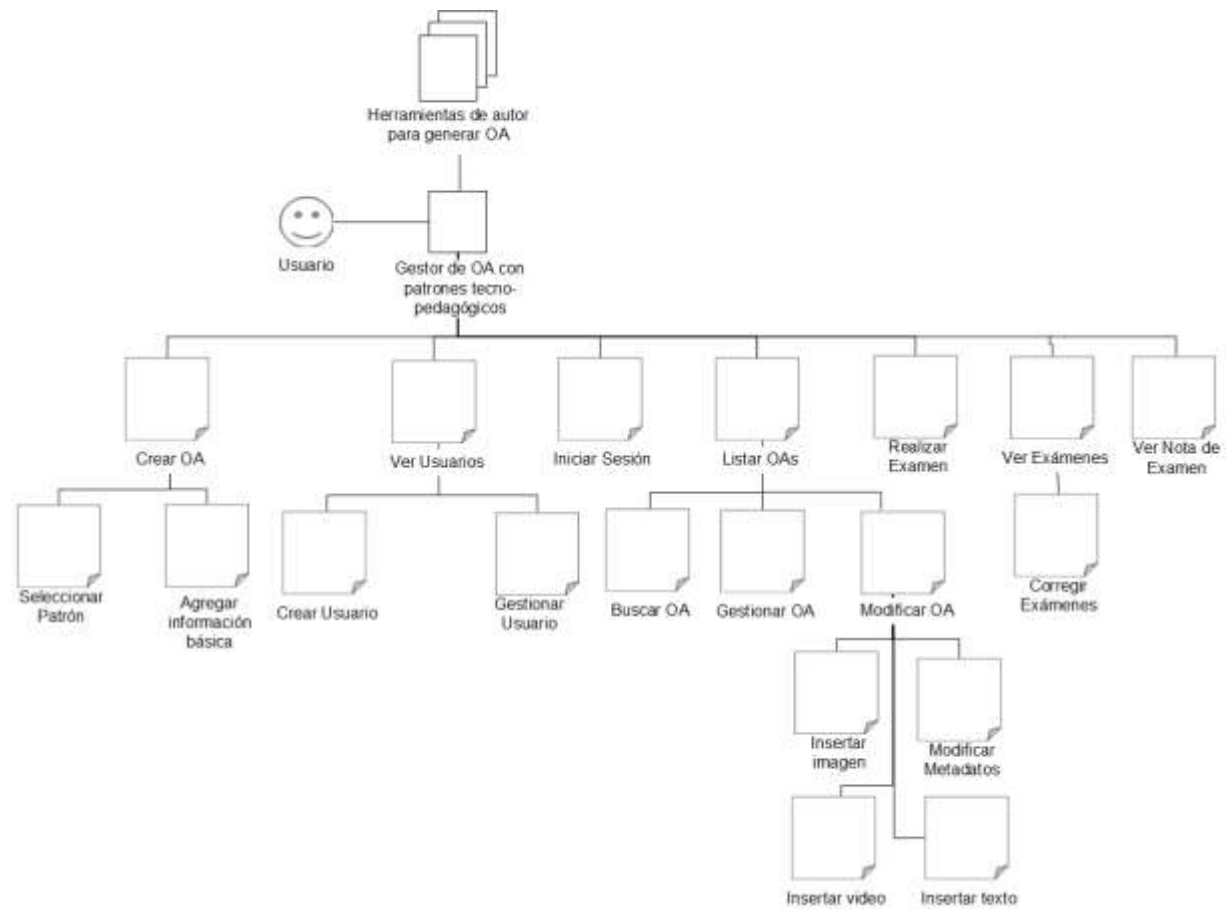 Herramientas de autor
para generar OA
Usuario
Gestor de OA con
patrones tecno-
pedagógicos
Crear OA
Ver Usuarios
Iniciar Sesión
Listar OAs
Realizar
Examen
Ver Exámenes
Ver Nota de
Examen
Seleccionar
Patrón
Agregar
información
básica
Crear Usuario
Gestionar
Usuario
Buscar OA
Gestionar OA
Modificar OA
Corregir
Exámenes
Insertar
imagen
Modificar
Metadatos
Insertar video
Insertar texto